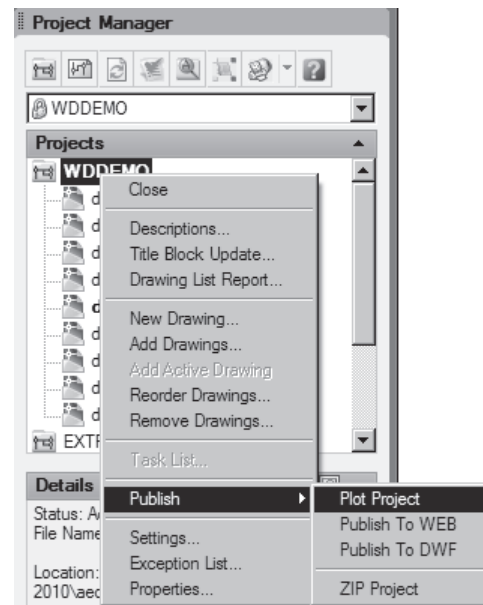 Project Manager
WDDEMO
Projects
WDDEMO
d
d
d
d
d
d
d
d
d
EXTR
Close
Descriptions...
Title Block Update...
Drawing List Report...
New Drawing...
Add Drawings...
Add Active Drawing
Reorder Drawings...
Remove Drawings...
Task List...
Publish
Settings...
Exception List...
Properties...
Plot Project
Publish To WEB
Publish To DWF
ZIP Project
Details
Status: A
File Name
Location:
2010\aec